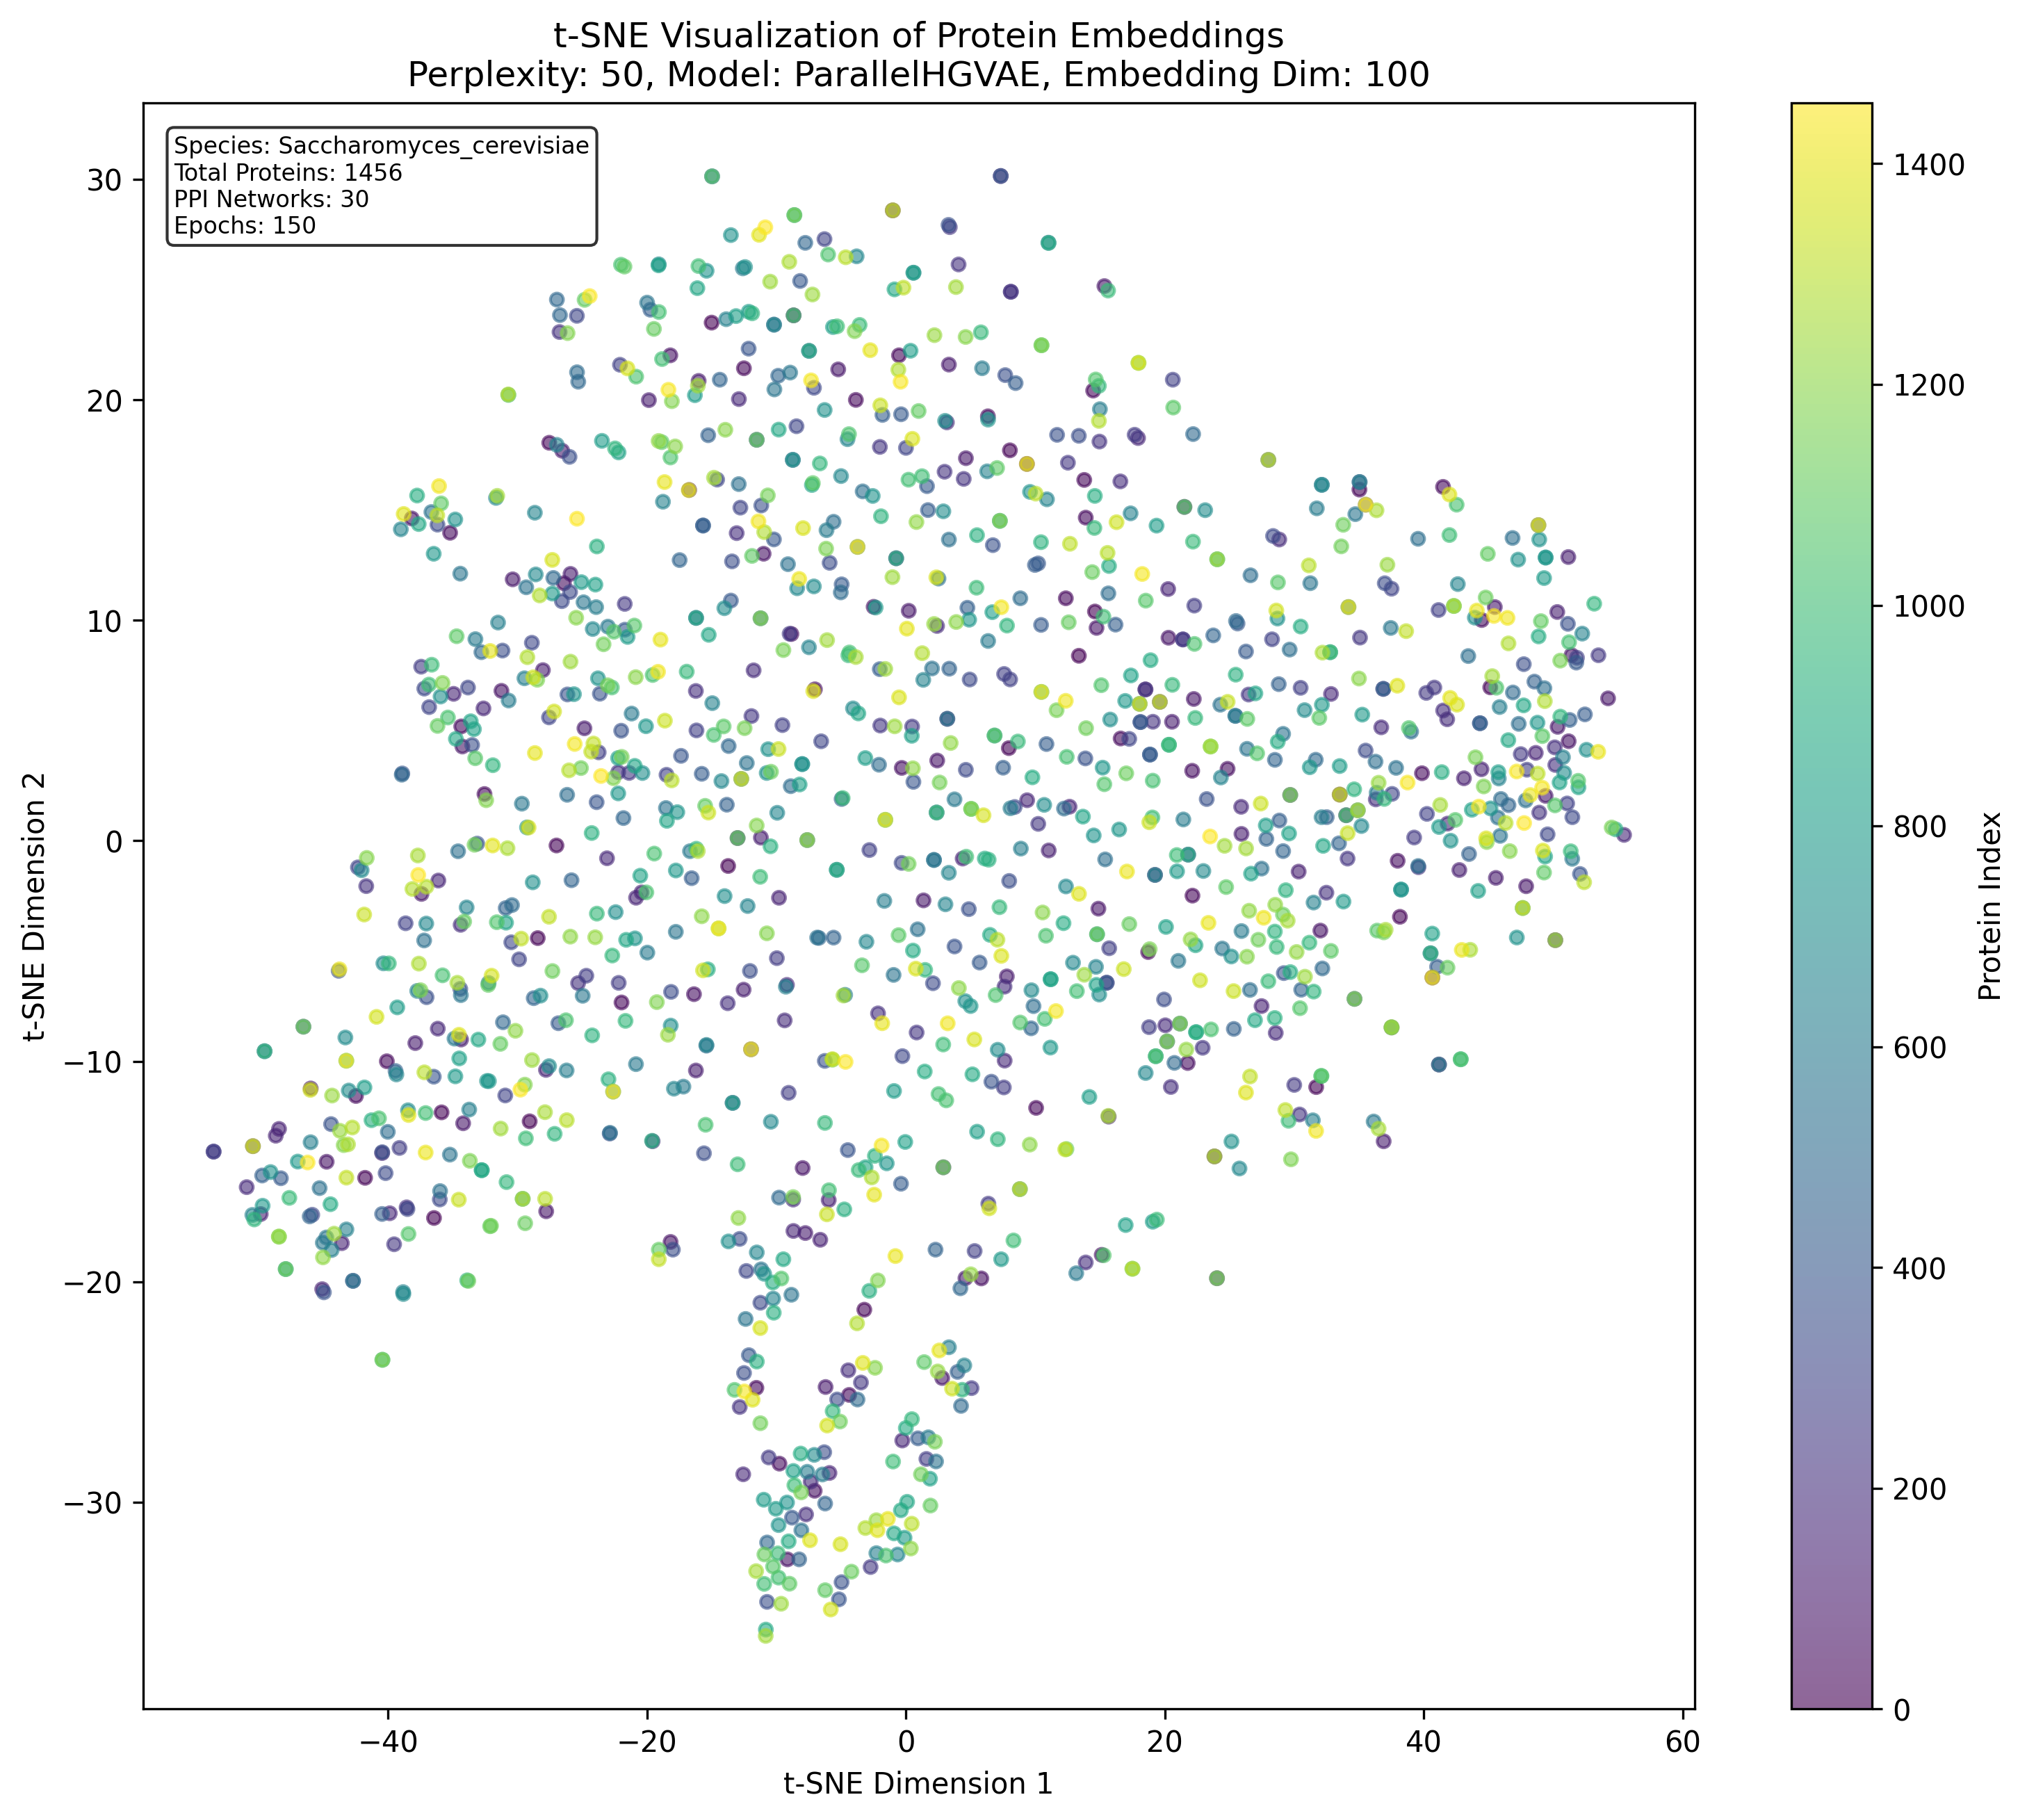 t-SNE Visualization of Protein Embeddings
Perplexity: 50, Model: ParallelHGVAE, Embedding Dim: 100
Species: Saccharomyces_cerevisiae
Total Proteins: 1456
PPI Networks: 30
Epochs: 150
t-SNE Dimension 2
30
20
10
0
−10
−20
−30
−40
−20
0
20
40
60
t-SNE Dimension 1
1400
1200
1000
800
600
400
200
0
Protein Index